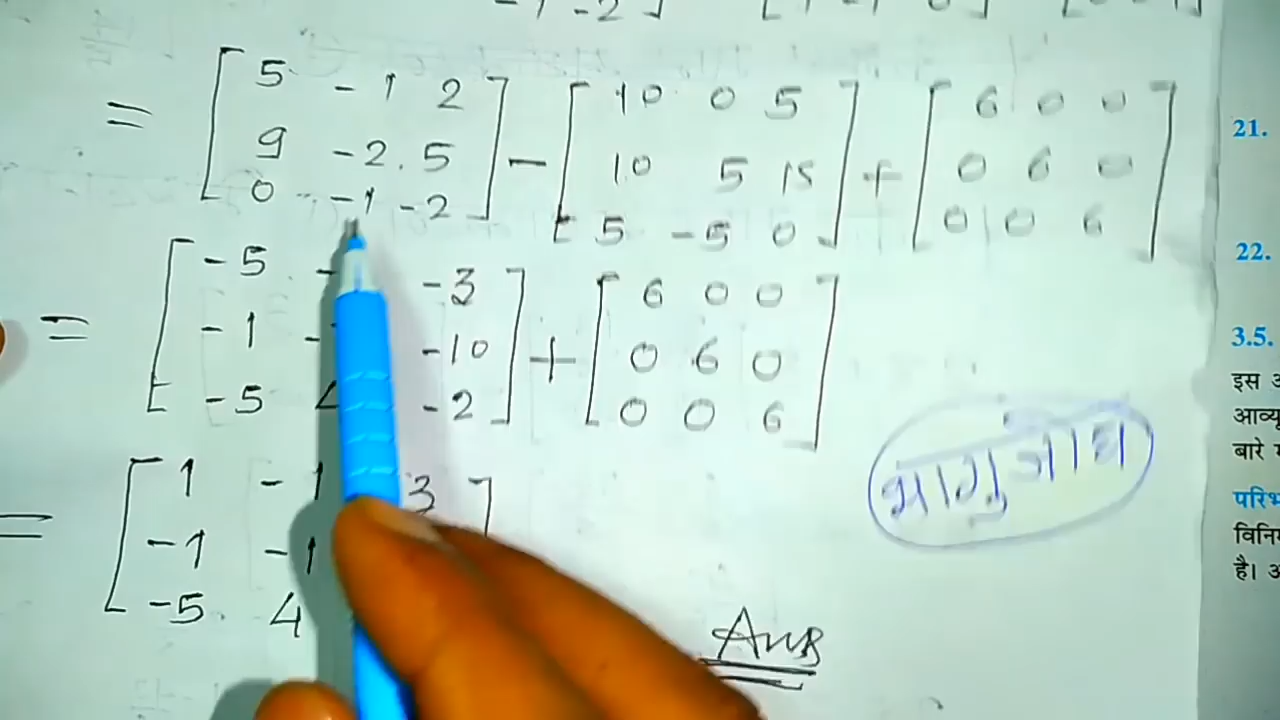 = [ 5 -1 2 ] - [ 10 0 5 ] + [ 6 0 0 ]
[ 9 -2. 5 ] [ 10 5 15 ] [ 0 6 0 ]
[ 0 -1 -2 ] [ 5 -5 0 ] [ 0 0 6 ]
= [ -5 -3 ] + [ 6 0 0 ]
[ -1 -10 ] [ 0 6 0 ]
[ -5 -2 ] [ 0 0 6 ]
= [ 1 -1 3 ]
[ -1 -1
[ -5 4
Ans
21.
22.
3.5.
इस
बारे
है।